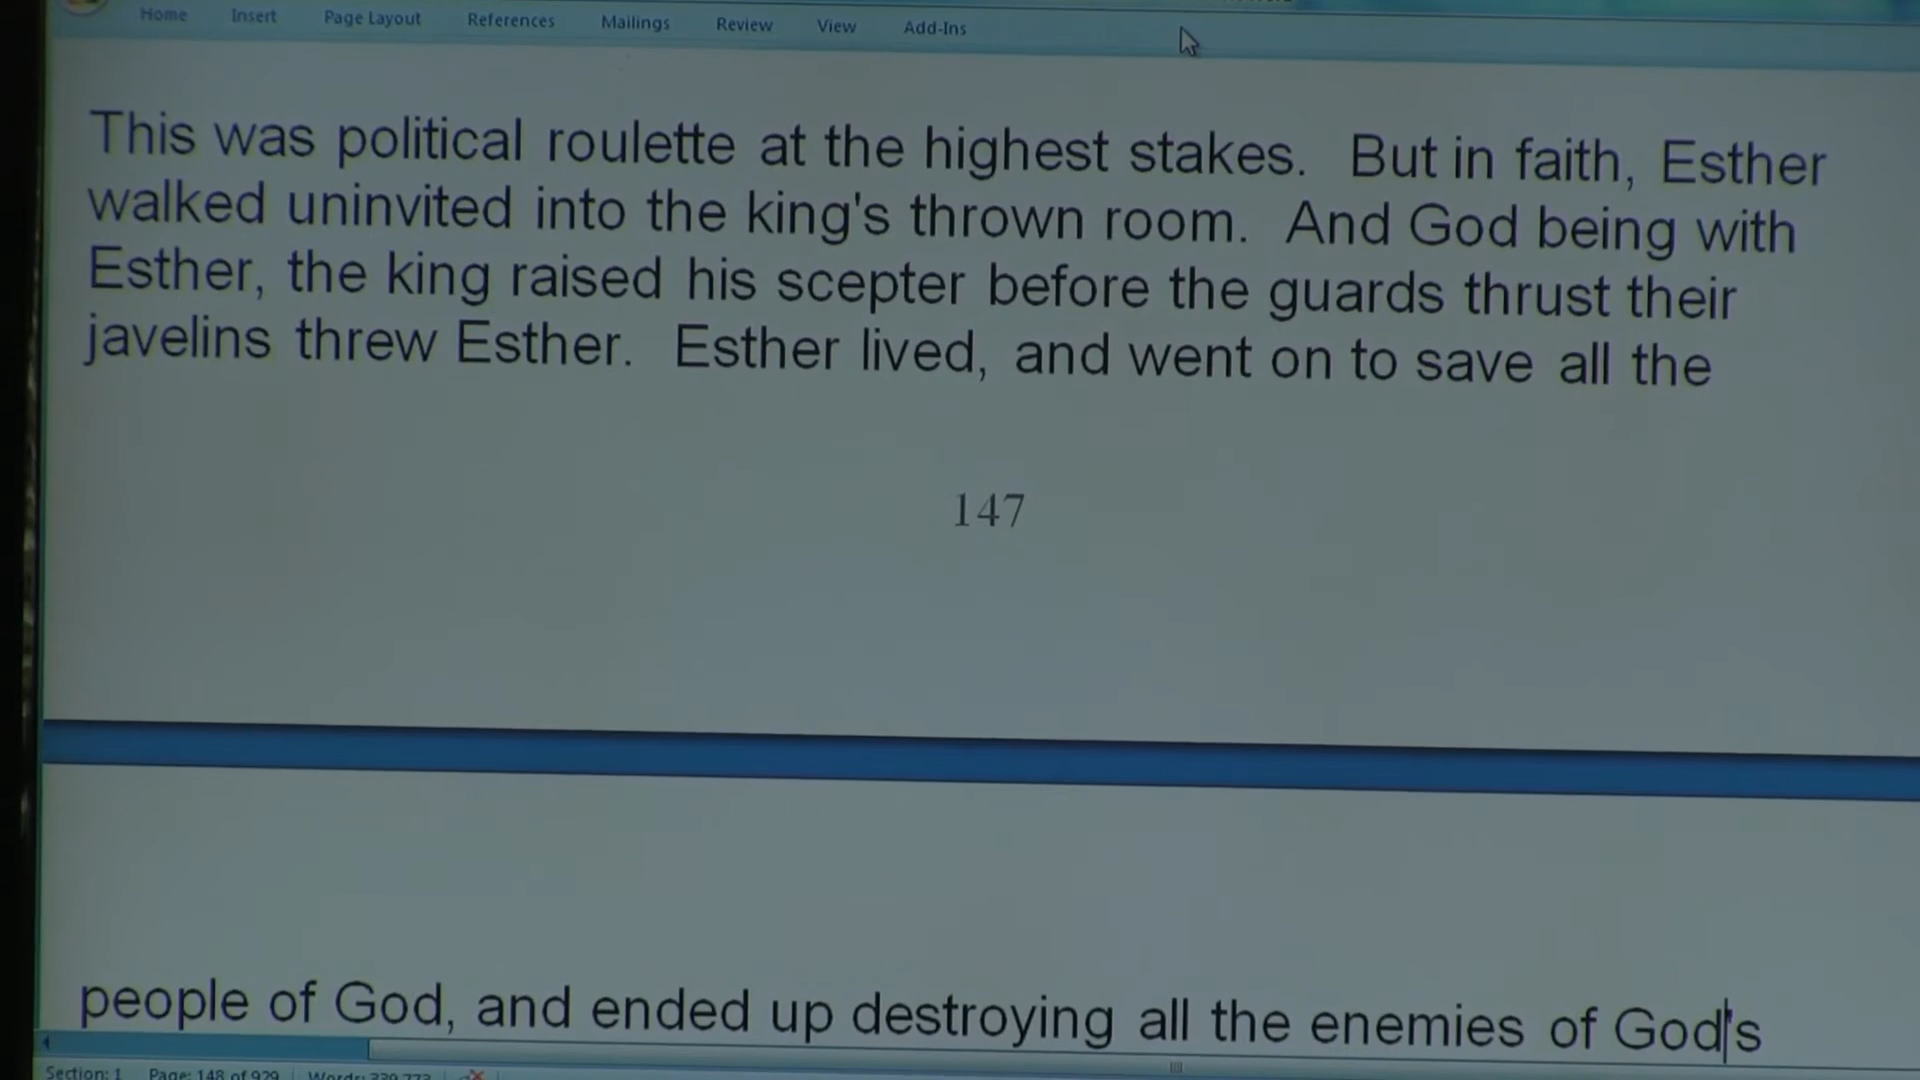 Home Insert Page Layout References Mailings Review View Add-Ins
This was political roulette at the highest stakes. But in faith, Esther
walked uninvited into the king's thrown room. And God being with
Esther, the king raised his scepter before the guards thrust their
javelins threw Esther. Esther lived, and went on to save all the
147
people of God, and ended up destroying all the enemies of God's
Section: 1 Page: 148 of 929 Words: 339,773